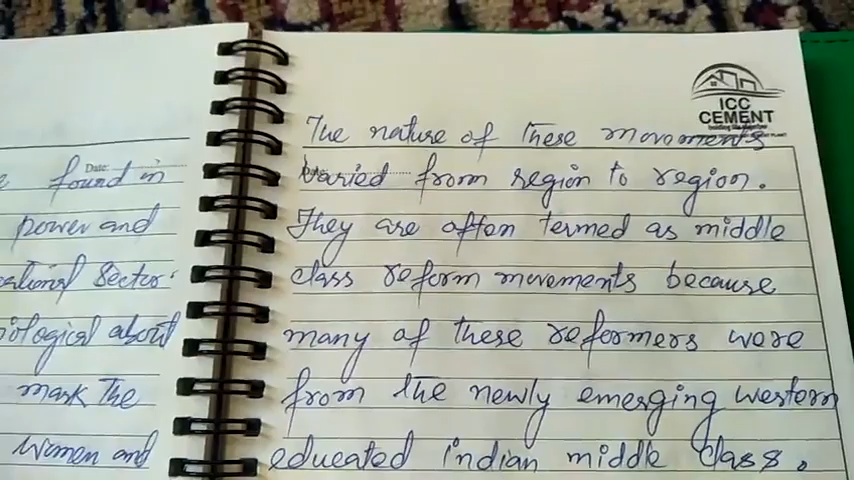 found in
power and
Sector.
about
mask the
women and
ICC
CEMENT
The nature of these movements
varied from region to region.
They are often termed as middle
class reform movements because
many of these reformers were
from the newly emerging western
educated indian middle class.